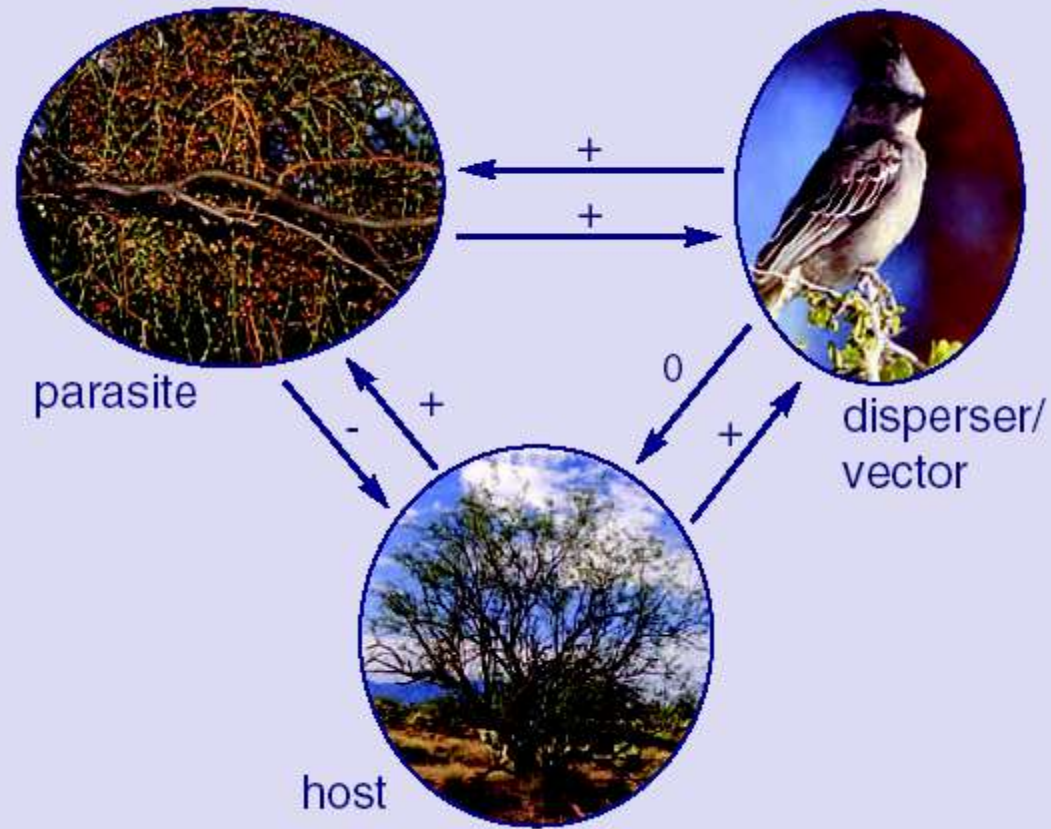 +
+
parasite
-
+
0
+
disperser/
vector
host